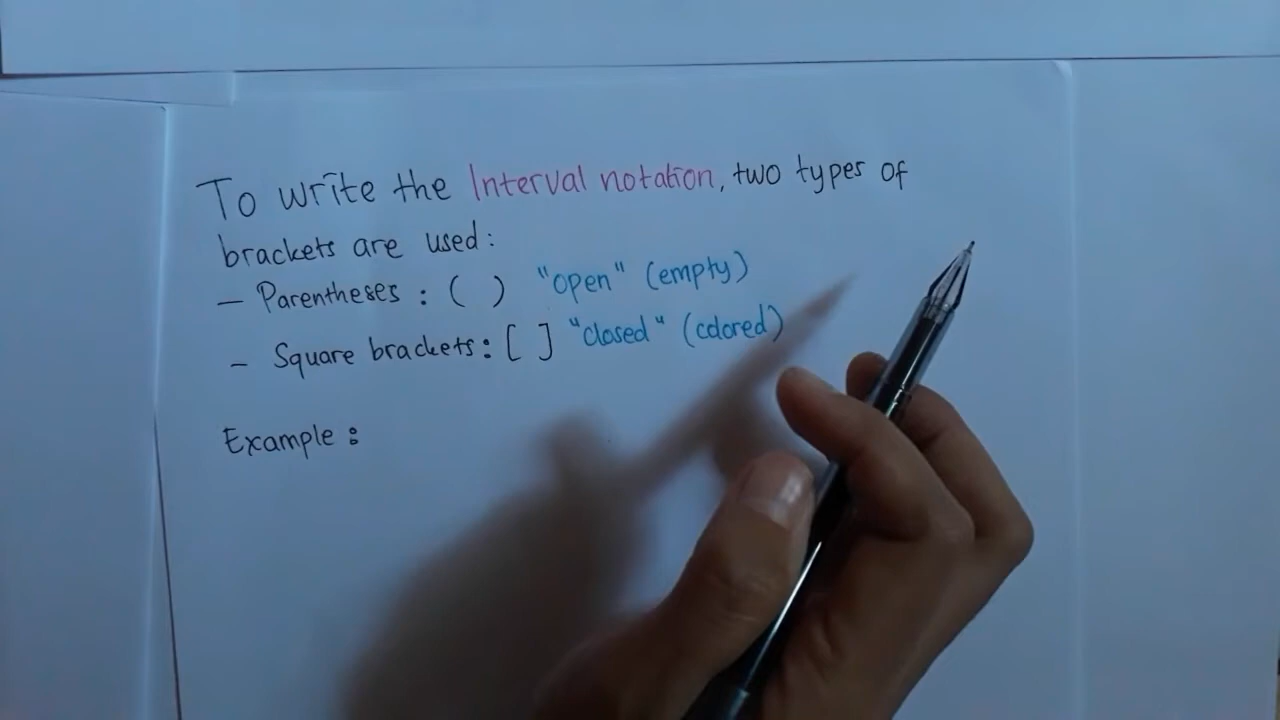 To write the Interval notation, two types of
brackets are used:
- Parentheses : ( ) "open" (empty)
- Square brackets: [ ] "closed" (colored)
Example :